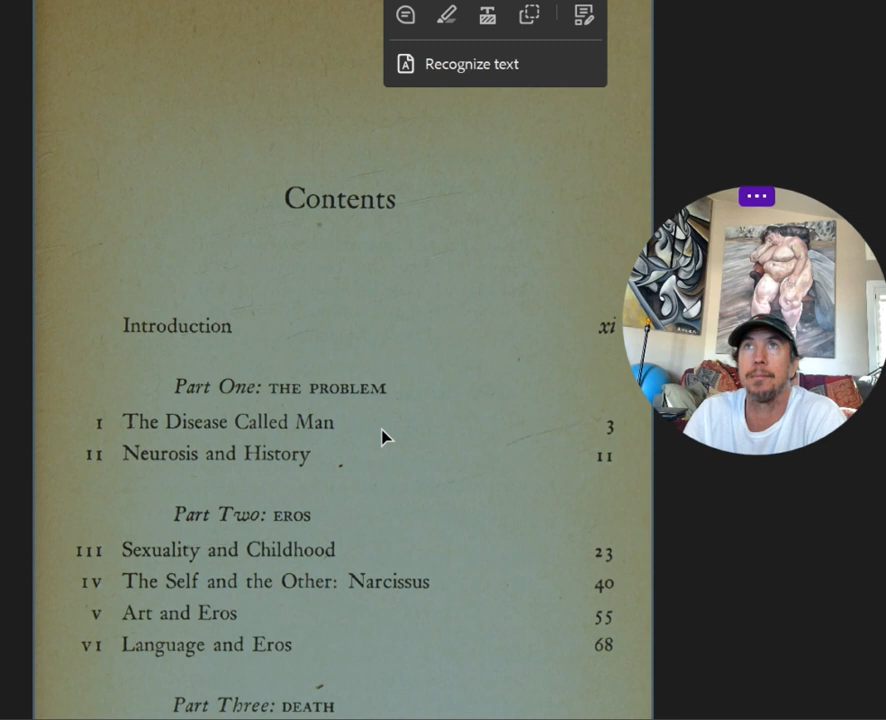 Recognize text
Contents
Introduction xi
Part One: THE PROBLEM
I The Disease Called Man 3
II Neurosis and History 11
Part Two: EROS
III Sexuality and Childhood 23
IV The Self and the Other: Narcissus 40
V Art and Eros 55
VI Language and Eros 68
Part Three: DEATH